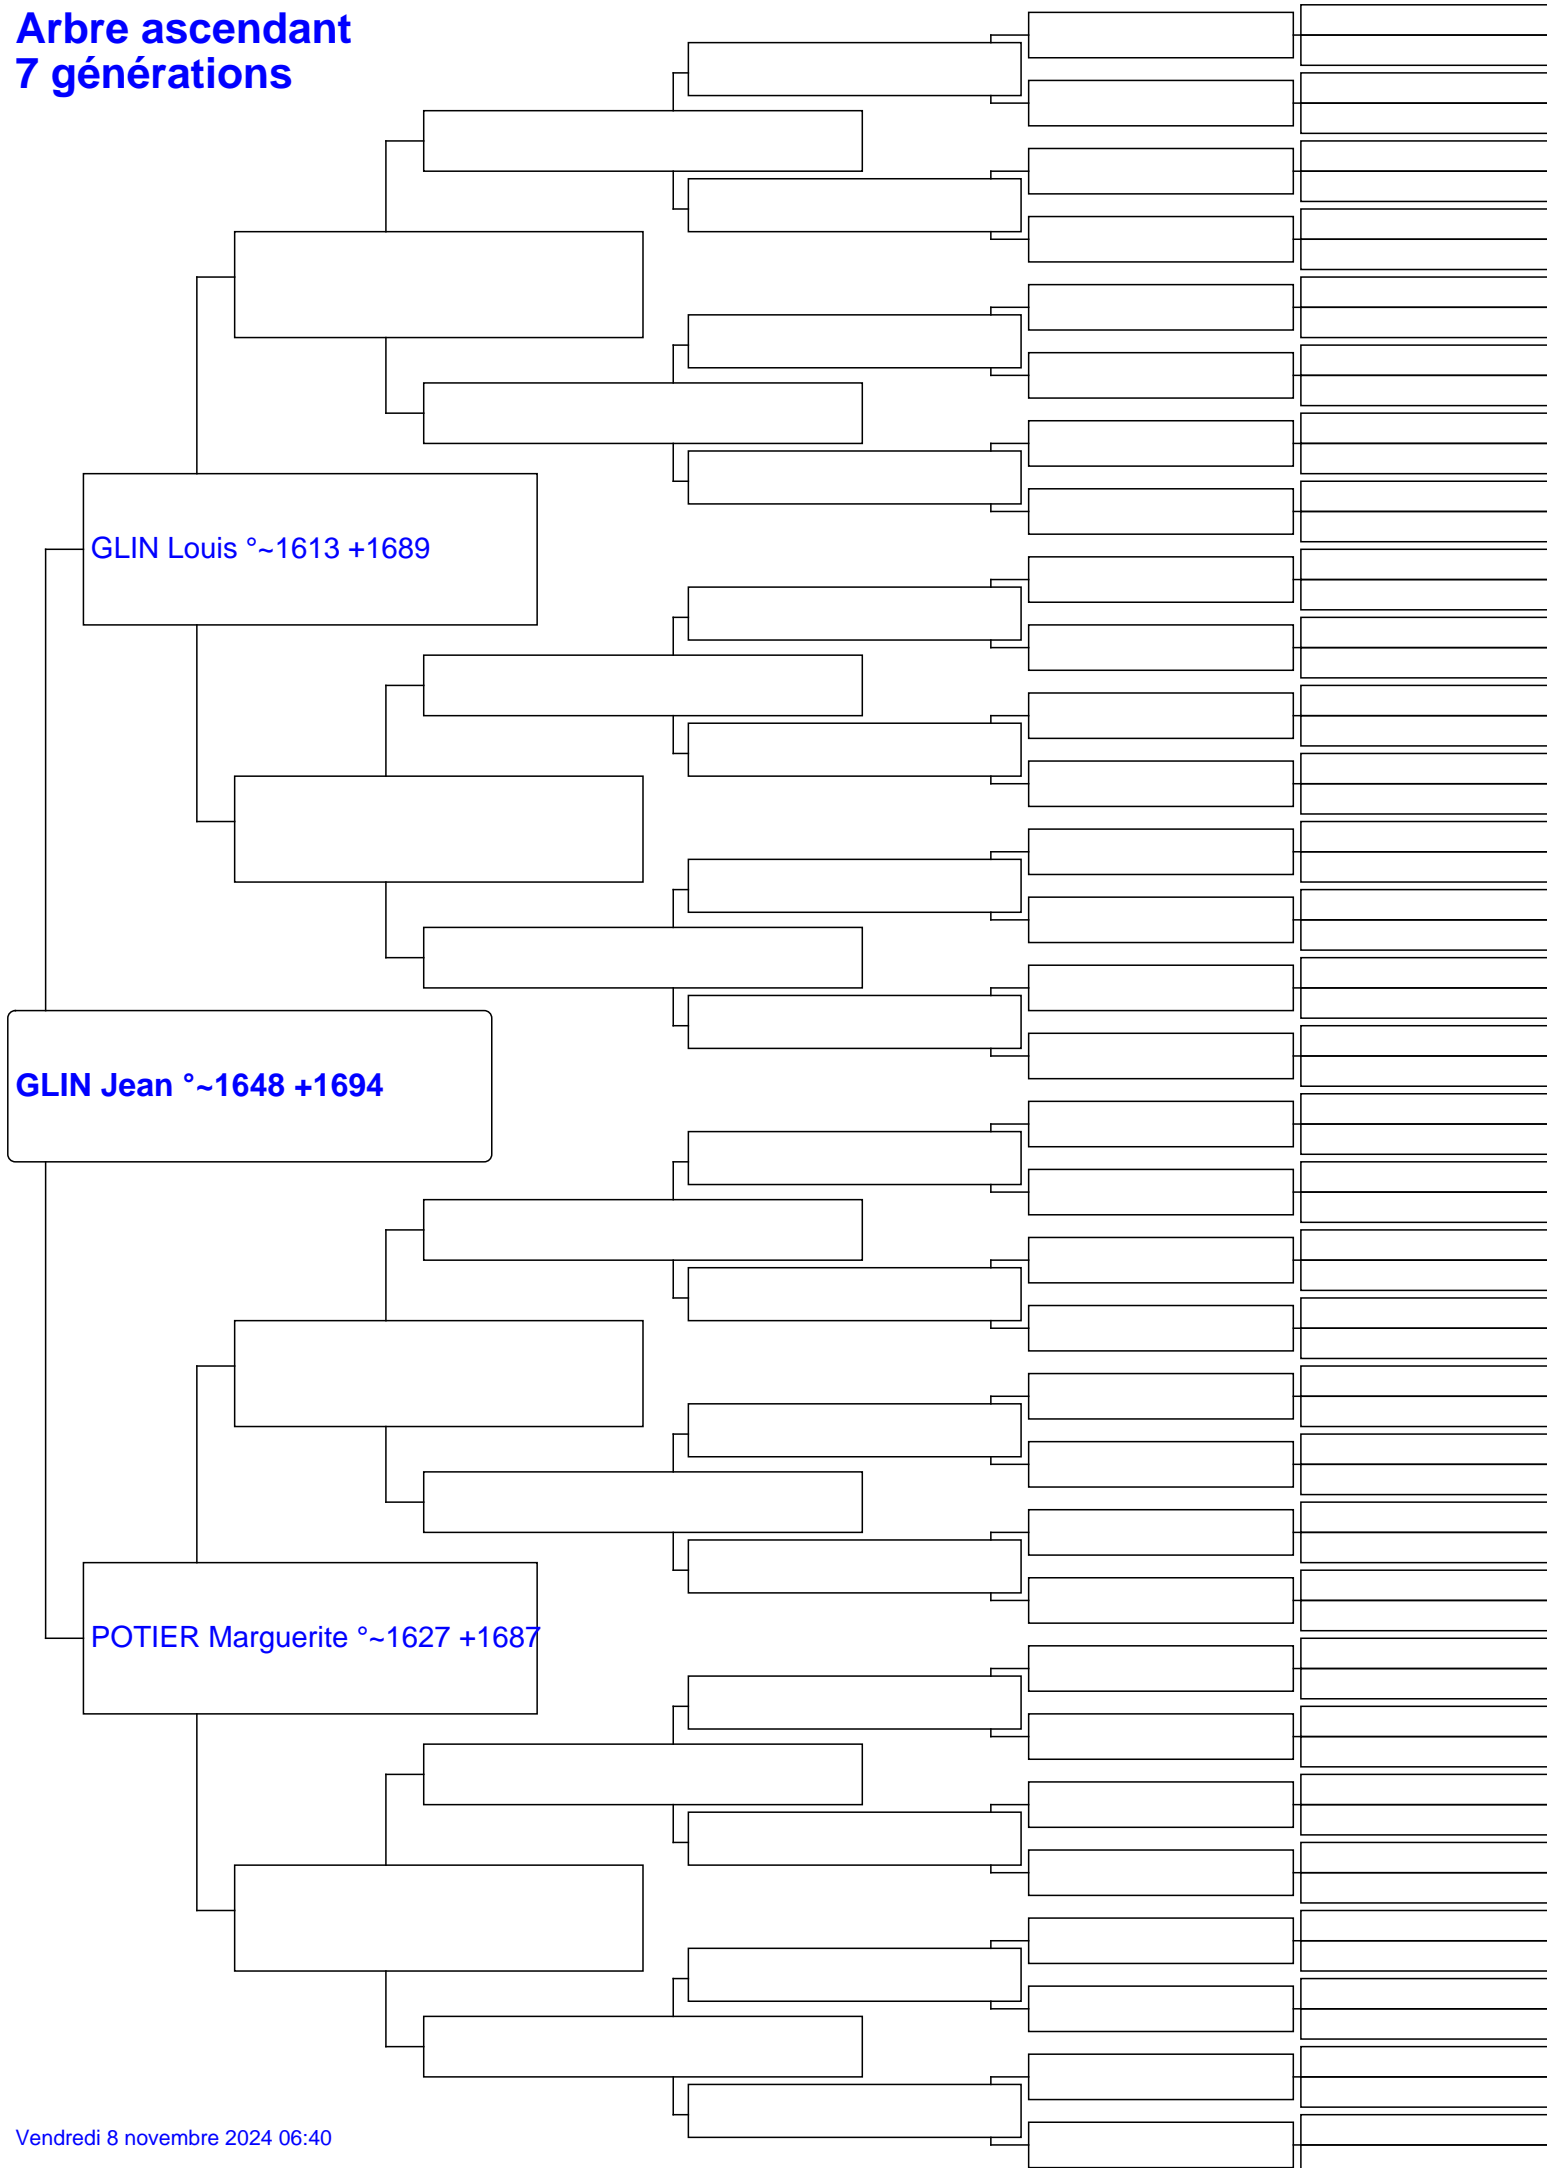 Arbre ascendant
7 générations
GLIN Louis °~1613 +1689
GLIN Jean °~1648 +1694
POTIER Marguerite °~1627 +1687
Vendredi 8 novembre 2024 06:40